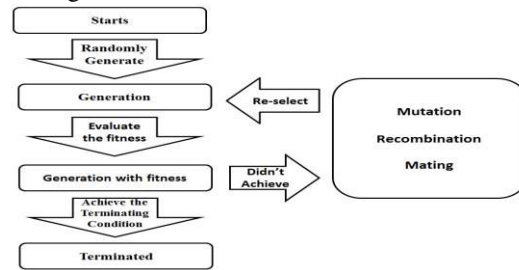 Starts
Randomly
Generate
Generation
Re-select
Evaluate
the fitness
Mutation
Recombination
Mating
Generation with fitness
Didn't
Achieve
Achieve the
Terminating
Condition
Terminated